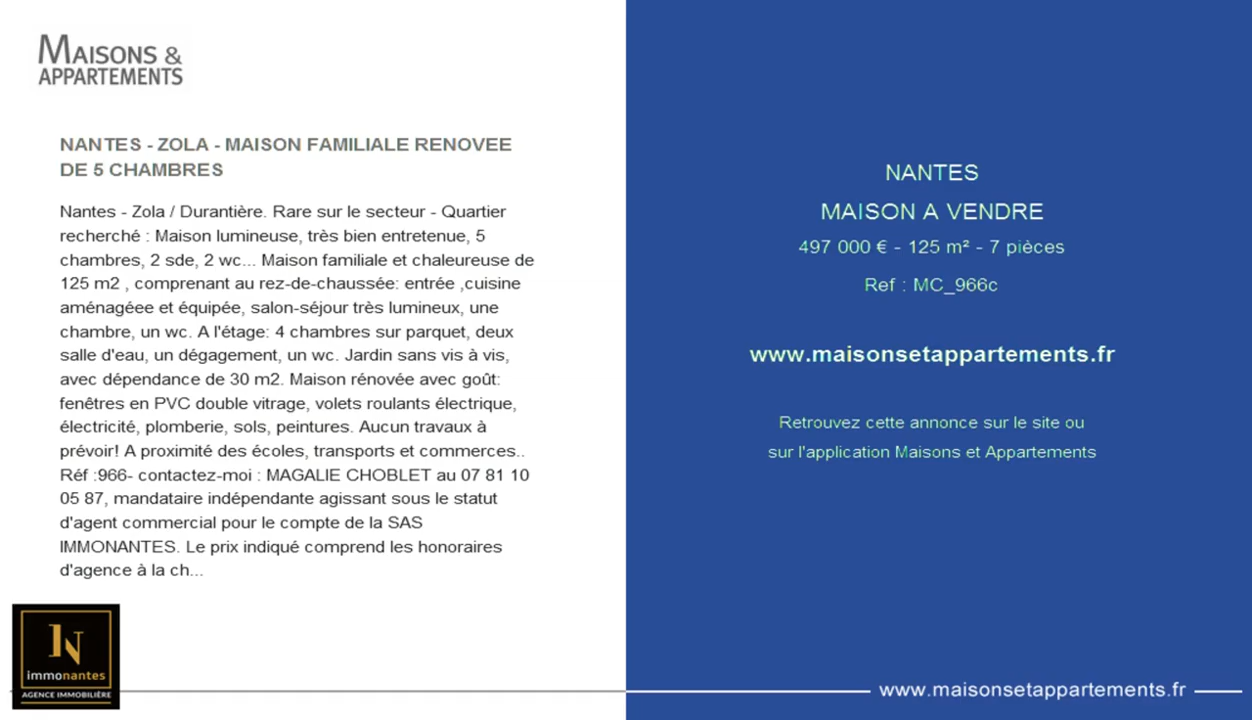 MAISONS &
APPARTEMENTS
NANTES - ZOLA - MAISON FAMILIALE RENOVEE
DE 5 CHAMBRES
Nantes - Zola / Durantière. Rare sur le secteur - Quartier
recherché : Maison lumineuse, très bien entretenue, 5
chambres, 2 sde, 2 wc... Maison familiale et chaleureuse de
125 m2 , comprenant au rez-de-chaussée: entrée ,cuisine
aménagéee et équipée, salon-séjour très lumineux, une
chambre, un wc. A l'étage: 4 chambres sur parquet, deux
salle d'eau, un dégagement, un wc. Jardin sans vis à vis,
avec dépendance de 30 m2. Maison rénovée avec goût:
fenêtres en PVC double vitrage, volets roulants électrique,
électricité, plomberie, sols, peintures. Aucun travaux à
prévoir! A proximité des écoles, transports et commerces..
Réf :966- contactez-moi : MAGALIE CHOBLET au 07 81 10
05 87, mandataire indépendante agissant sous le statut
d'agent commercial pour le compte de la SAS
IMMONANTES. Le prix indiqué comprend les honoraires
d'agence à la ch...
immonantes
AGENCE IMMOBILIÈRE
NANTES
MAISON A VENDRE
497 000 € - 125 m² - 7 pièces
Ref : MC_966c
www.maisonsetappartements.fr
Retrouvez cette annonce sur le site ou
sur l'application Maisons et Appartements
www.maisonsetappartements.fr